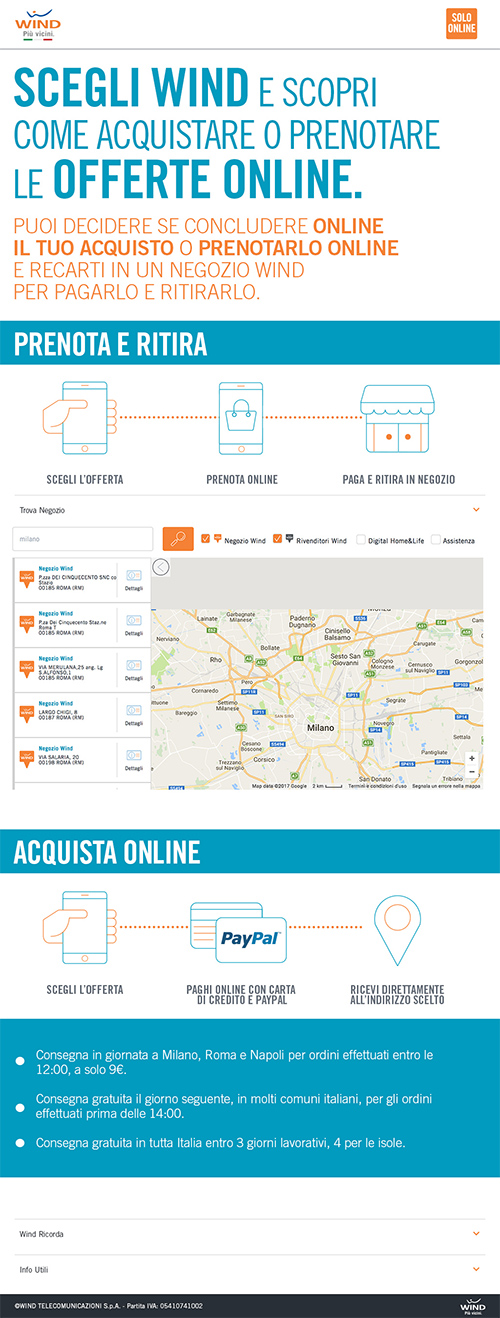 WIND
Più vicini.
SOLO
ONLINE
SCEGLI WIND E SCOPRI
COME ACQUISTARE O PRENOTARE
LE OFFERTE ONLINE.
PUOI DECIDERE SE CONCLUDERE ONLINE
IL TUO ACQUISTO O PRENOTARLO ONLINE
E RECARTI IN UN NEGOZIO WIND
PER PAGARLO E RITIRARLO.
PRENOTA E RITIRA
SCEGLI L'OFFERTA
PRENOTA ONLINE
PAGA E RITIRA IN NEGOZIO
Trova Negozio
milano
Negozio Wind
Rivenditori Wind
Digital Home&Life
Assistenza
Negozio Wind
P.zza DEI CINQUECENTO SNC co
Stazio
00185 ROMA (RM)
Dettagli
Negozio Wind
P.za Dei Cinquecento Staz.ne
Roma T
00185 ROMA (RM)
Dettagli
Negozio Wind
VIA MERULANA,25 ang. Lg
S.ALFONSO,1
00185 ROMA (RM)
Dettagli
Negozio Wind
LARGO CHIGI, 8
00187 ROMA (RM)
Dettagli
Negozio Wind
VIA SALARIA, 20
00198 ROMA (RM)
Dettagli
Lainate
Garbagnate
Milanese
Paderno
Dugnano
Cinisello
Balsamo
Nerviano
Bollate
Carugate
Rho
Sesto San
Giovanni
Cologno
Monzese
Cernusco
sul Naviglio
Gorgonzol
Pero
Cornaredo
Settimo
Milanese
Bareggio
SAN SIRO
Milano
Segrate
Pioltello
Cesano
Boscone
Corsico
Trezzano
sul Naviglio
Pantigliate
Settala
San Donato
Tribiano
Map data ©2017 Google
2 km
Termini e condizioni d'uso
Segnala un errore nella mappa
ACQUISTA ONLINE
PayPal
SCEGLI L'OFFERTA
PAGHI ONLINE CON CARTA
DI CREDITO E PAYPAL
RICEVI DIRETTAMENTE
ALL'INDIRIZZO SCELTO
Consegna in giornata a Milano, Roma e Napoli per ordini effettuati entro le
12:00, a solo 9€.
Consegna gratuita il giorno seguente, in molti comuni italiani, per gli ordini
effettuati prima delle 14:00.
Consegna gratuita in tutta Italia entro 3 giorni lavorativi, 4 per le isole.
Wind Ricorda
Info Utili
©WIND TELECOMUNICAZIONI S.p.A. - Partita IVA: 05410741002
WIND
Più vicini.